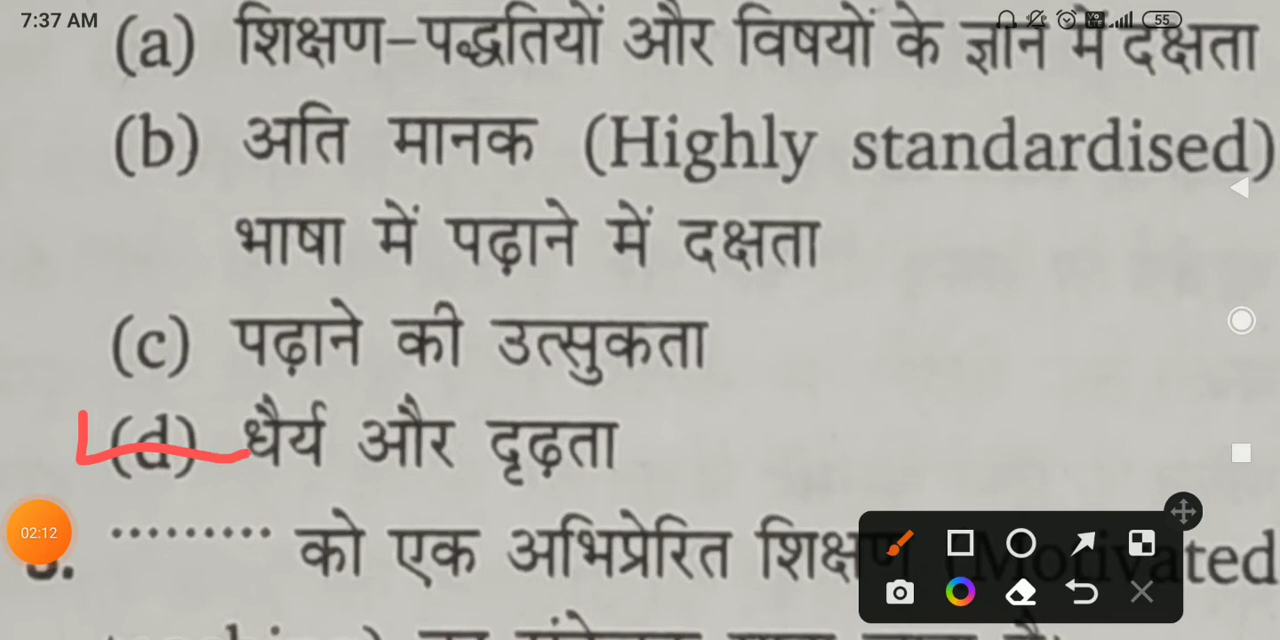 7:37 AM
55
(a) शिक्षण-पद्धतियों और विषयों के ज्ञान में दक्षता
(b) अति मानक (Highly standardised)
भाषा में पढ़ाने में दक्षता
(c) पढ़ाने की उत्सुकता
(d) धैर्य और दृढ़ता
02:12
......... को एक अभिप्रेरित शिक्षण (Motivated